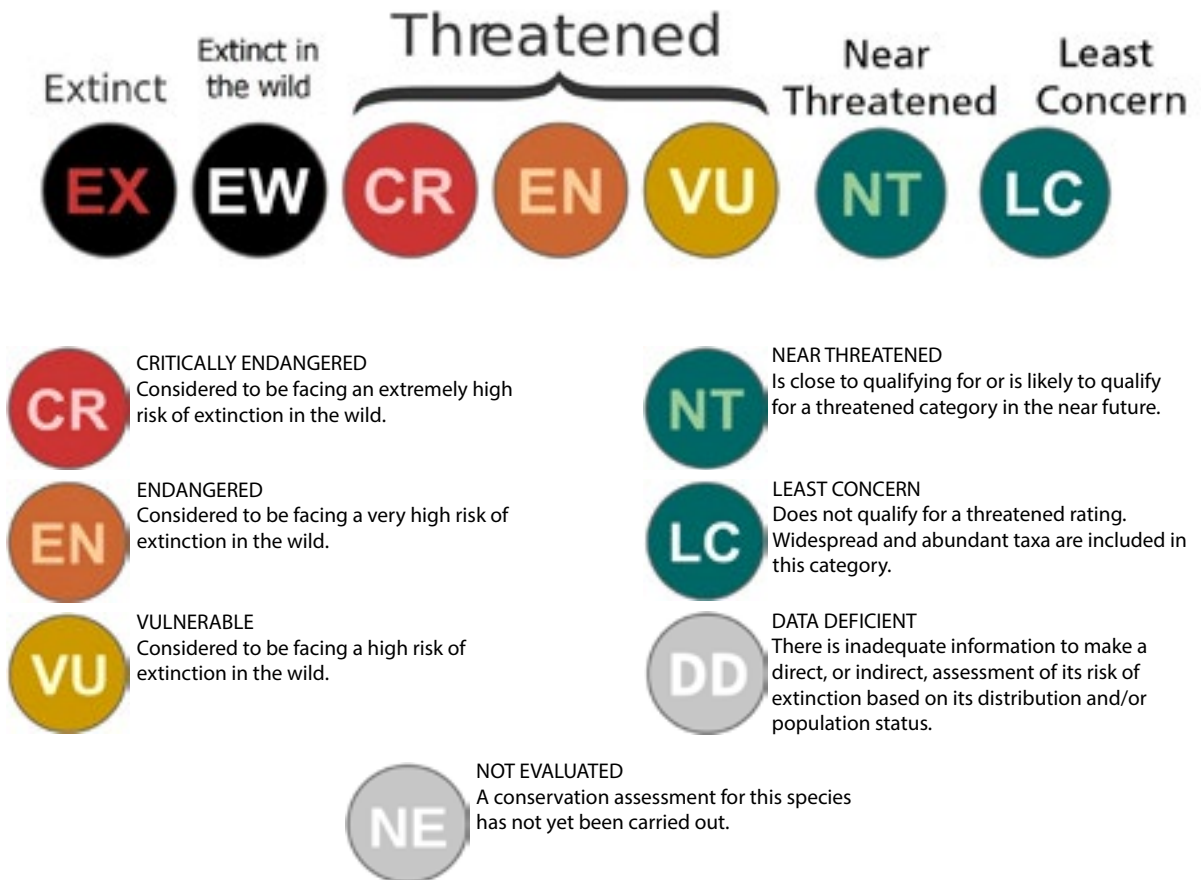 Threatened
Extinct
Extinct in
the wild
Near
Threatened
Least
Concern
EX
EW
CR
EN
VU
NT
LC
CR
CRITICALLY ENDANGERED
Considered to be facing an extremely high
risk of extinction in the wild.
EN
ENDANGERED
Considered to be facing a very high risk of
extinction in the wild.
VU
VULNERABLE
Considered to be facing a high risk of
extinction in the wild.
NT
NEAR THREATENED
Is close to qualifying for or is likely to qualify
for a threatened category in the near future.
LC
LEAST CONCERN
Does not qualify for a threatened rating.
Widespread and abundant taxa are included in
this category.
DD
DATA DEFICIENT
There is inadequate information to make a
direct, or indirect, assessment of its risk of
extinction based on its distribution and/or
population status.
NE
NOT EVALUATED
A conservation assessment for this species
has not yet been carried out.